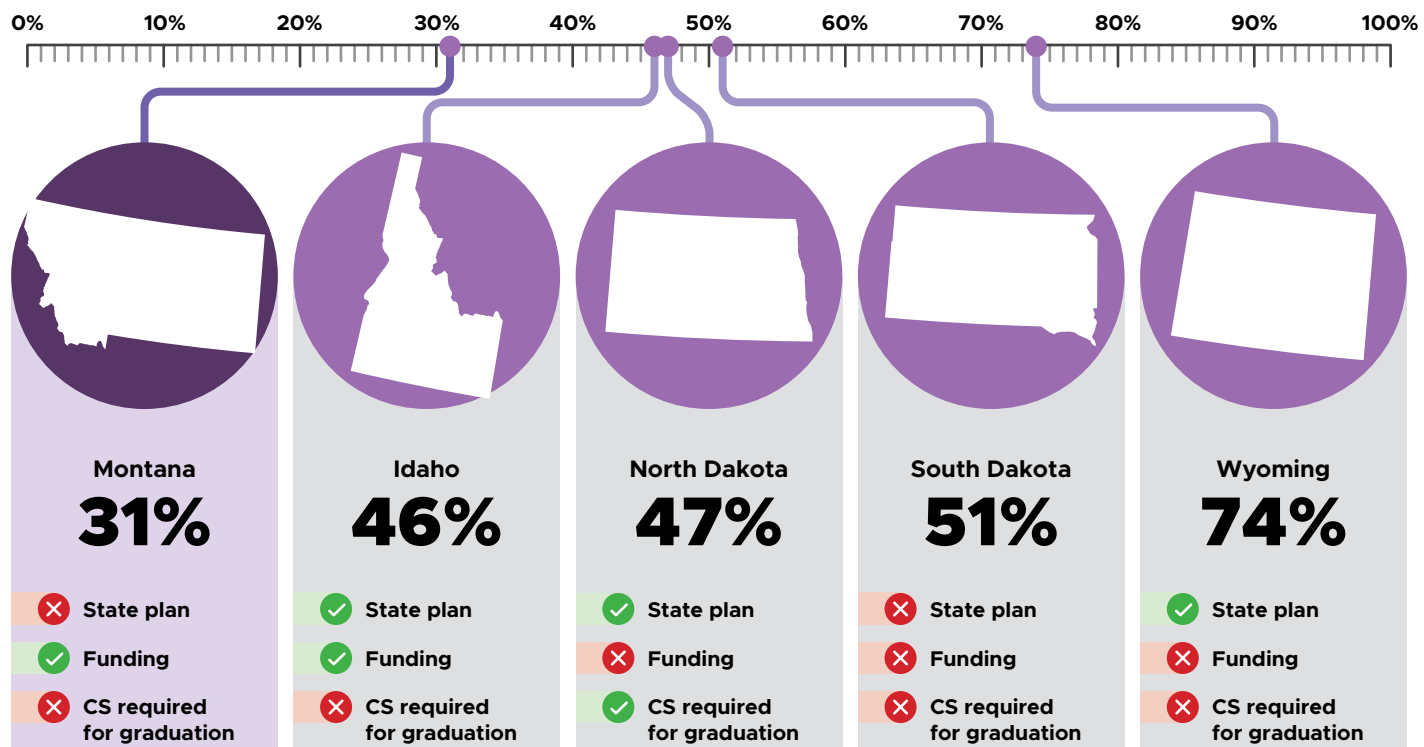 0% 10% 20% 30% 40% 50% 60% 70% 80% 90% 100%
Montana
31%
State plan
Funding
CS required
for graduation
Idaho
46%
State plan
Funding
CS required
for graduation
North Dakota
47%
State plan
Funding
CS required
for graduation
South Dakota
51%
State plan
Funding
CS required
for graduation
Wyoming
74%
State plan
Funding
CS required
for graduation